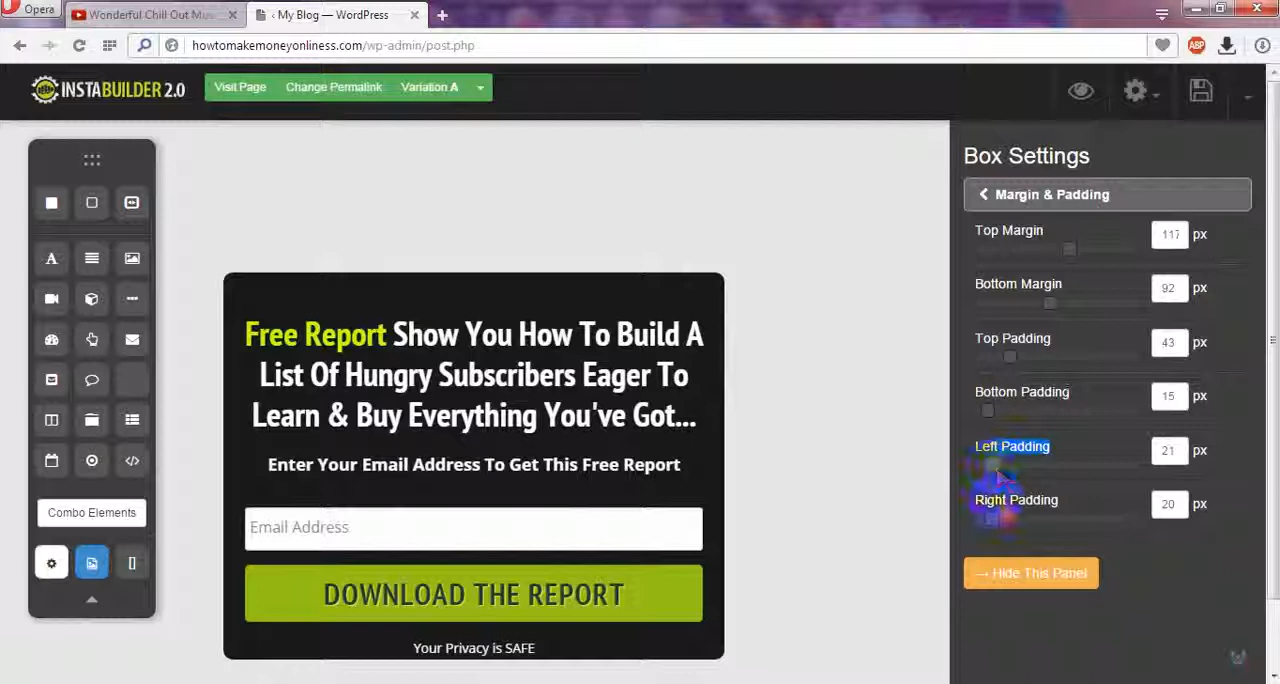 Opera
Wonderful Chill Out Mus
‹ My Blog — WordPress
howtomakemoneyonliness.com/wp-admin/post.php
ABP
INSTABUILDER 2.0
Visit Page
Change Permalink
Variation A
Box Settings
Margin & Padding
Top Margin
117 px
Bottom Margin
92 px
Top Padding
43 px
Bottom Padding
15 px
Left Padding
21 px
Right Padding
20 px
→ Hide This Panel
Free Report Show You How To Build A
List Of Hungry Subscribers Eager To
Learn & Buy Everything You've Got...
Enter Your Email Address To Get This Free Report
Email Address
DOWNLOAD THE REPORT
Your Privacy is SAFE
A
Combo Elements